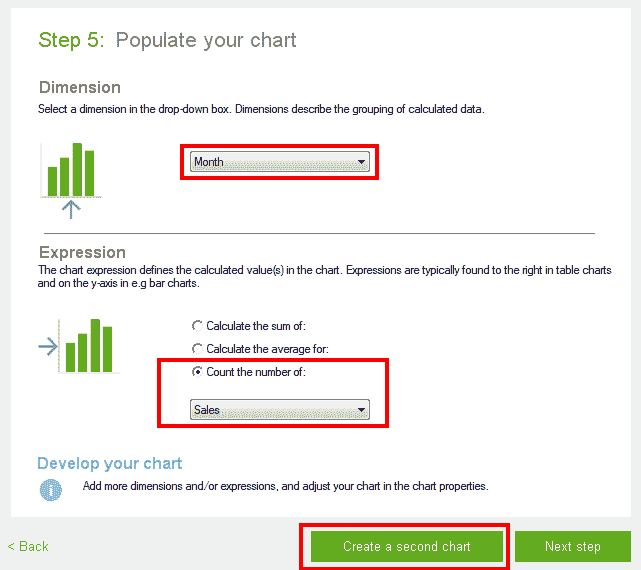 Step 5: Populate your chart
Dimension
Select a dimension in the drop-down box. Dimensions describe the grouping of calculated data.
Month
Expression
The chart expression defines the calculated value(s) in the chart. Expressions are typically found to the right in table charts
and on the y-axis in e.g bar charts.
Calculate the sum of:
Calculate the average for:
Count the number of:
Sales
Develop your chart
Add more dimensions and/or expressions, and adjust your chart in the chart properties.
< Back
Create a second chart
Next step